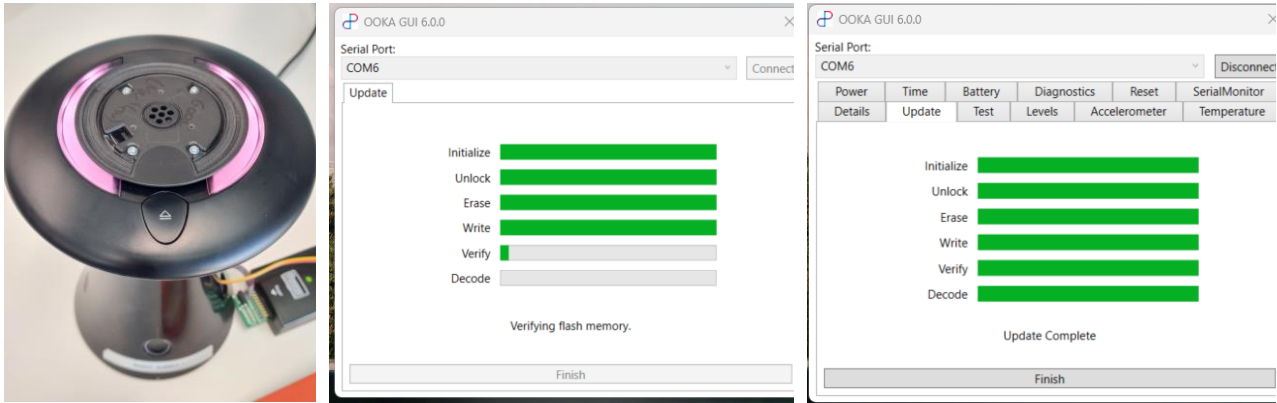 OOKA GUI 6.0.0
Serial Port:
COM6
Connect
Update
Initialize
Unlock
Erase
Write
Verify
Decode
Verifying flash memory.
Finish
OOKA GUI 6.0.0
Serial Port:
COM6
Disconnect
Power Time Battery Diagnostics Reset SerialMonitor
Details Update Test Levels Accelerometer Temperature
Initialize
Unlock
Erase
Write
Verify
Decode
Update Complete
Finish